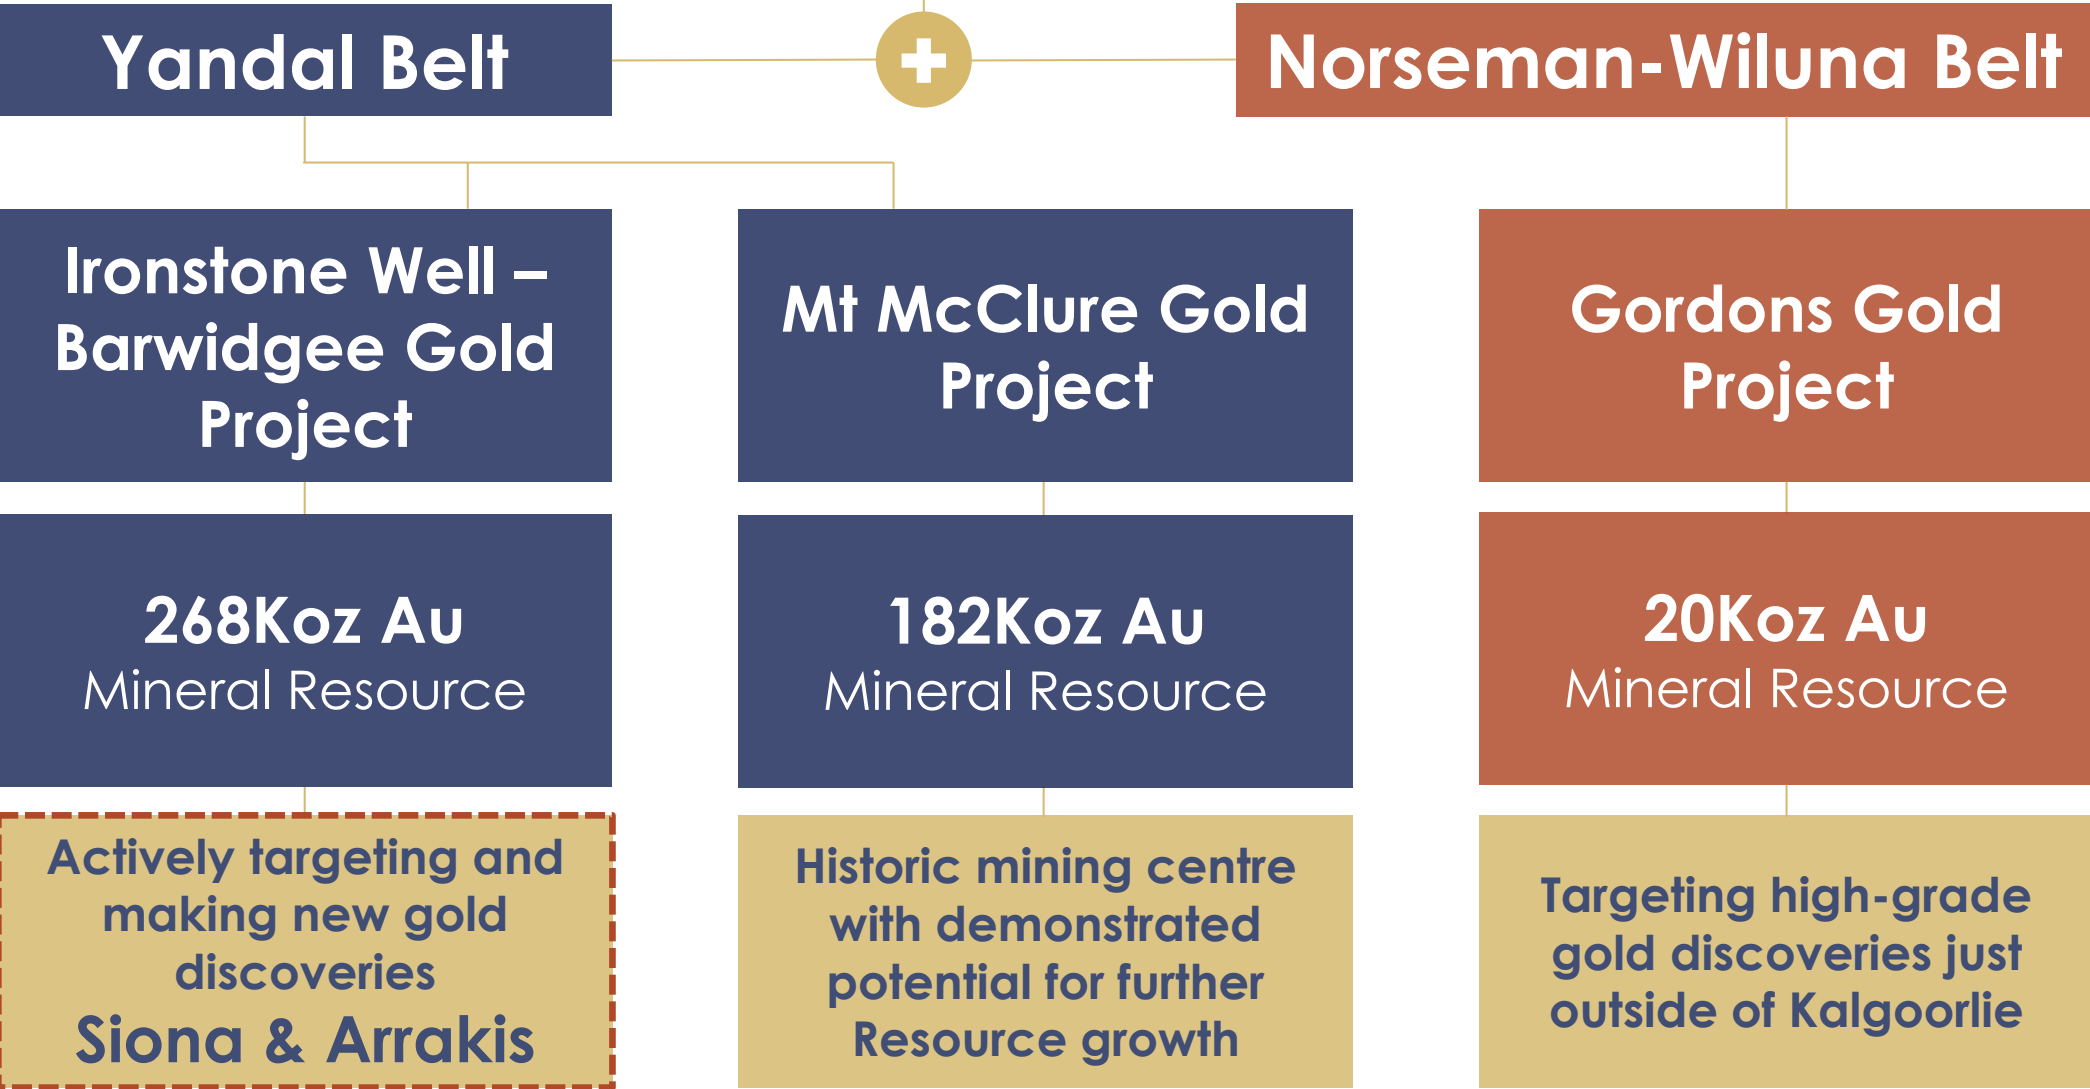 Yandal Belt
Norseman-Wiluna Belt
Ironstone Well –
Barwidgee Gold
Project
Mt McClure Gold
Project
Gordons Gold
Project
268Koz Au
Mineral Resource
182Koz Au
Mineral Resource
20Koz Au
Mineral Resource
Actively targeting and
making new gold
discoveries
Siona & Arrakis
Historic mining centre
with demonstrated
potential for further
Resource growth
Targeting high-grade
gold discoveries just
outside of Kalgoorlie